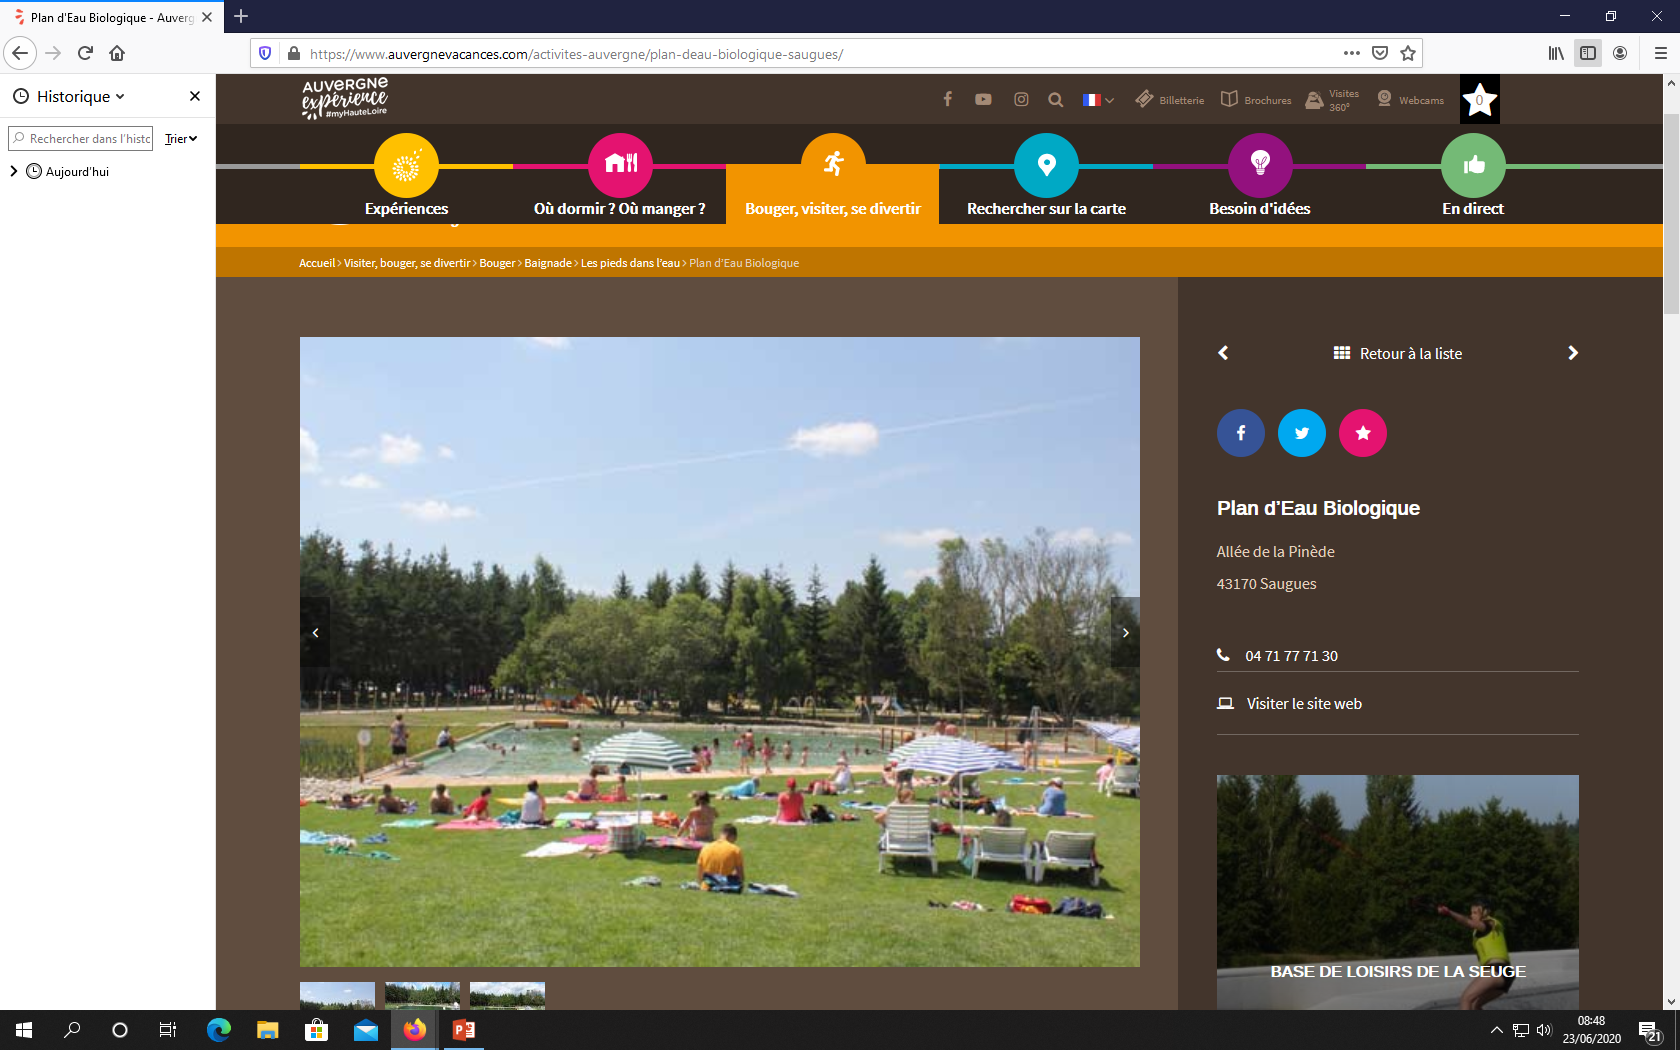 Plan d'Eau Biologique - Auverg
https://www.auvergnevacances.com/activites-auvergne/plan-deau-biologique-saugues/
Historique
Rechercher dans l'histo
Trier
Aujourd'hui
AUVERGNE
expérience
#myHauteLoire
Billetterie
Brochures
Visites
360°
Webcams
0
Expériences
Où dormir ? Où manger ?
Bouger, visiter, se divertir
Rechercher sur la carte
Besoin d'idées
En direct
Accueil > Visiter, bouger, se divertir > Bouger > Baignade > Les pieds dans l'eau > Plan d'Eau Biologique
Retour à la liste
Plan d'Eau Biologique
Allée de la Pinède
43170 Saugues
04 71 77 71 30
Visiter le site web
BASE DE LOISIRS DE LA SEUGE
08:48
23/06/2020
21